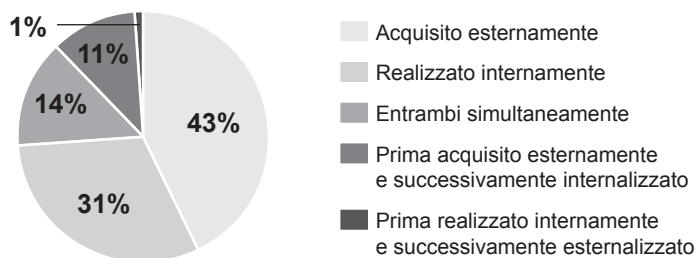 1%
11%
14%
43%
31%
Acquisito esternamente
Realizzato internamente
Entrambi simultaneamente
Prima acquisito esternamente
e successivamente internalizzato
Prima realizzato internamente
e successivamente esternalizzato